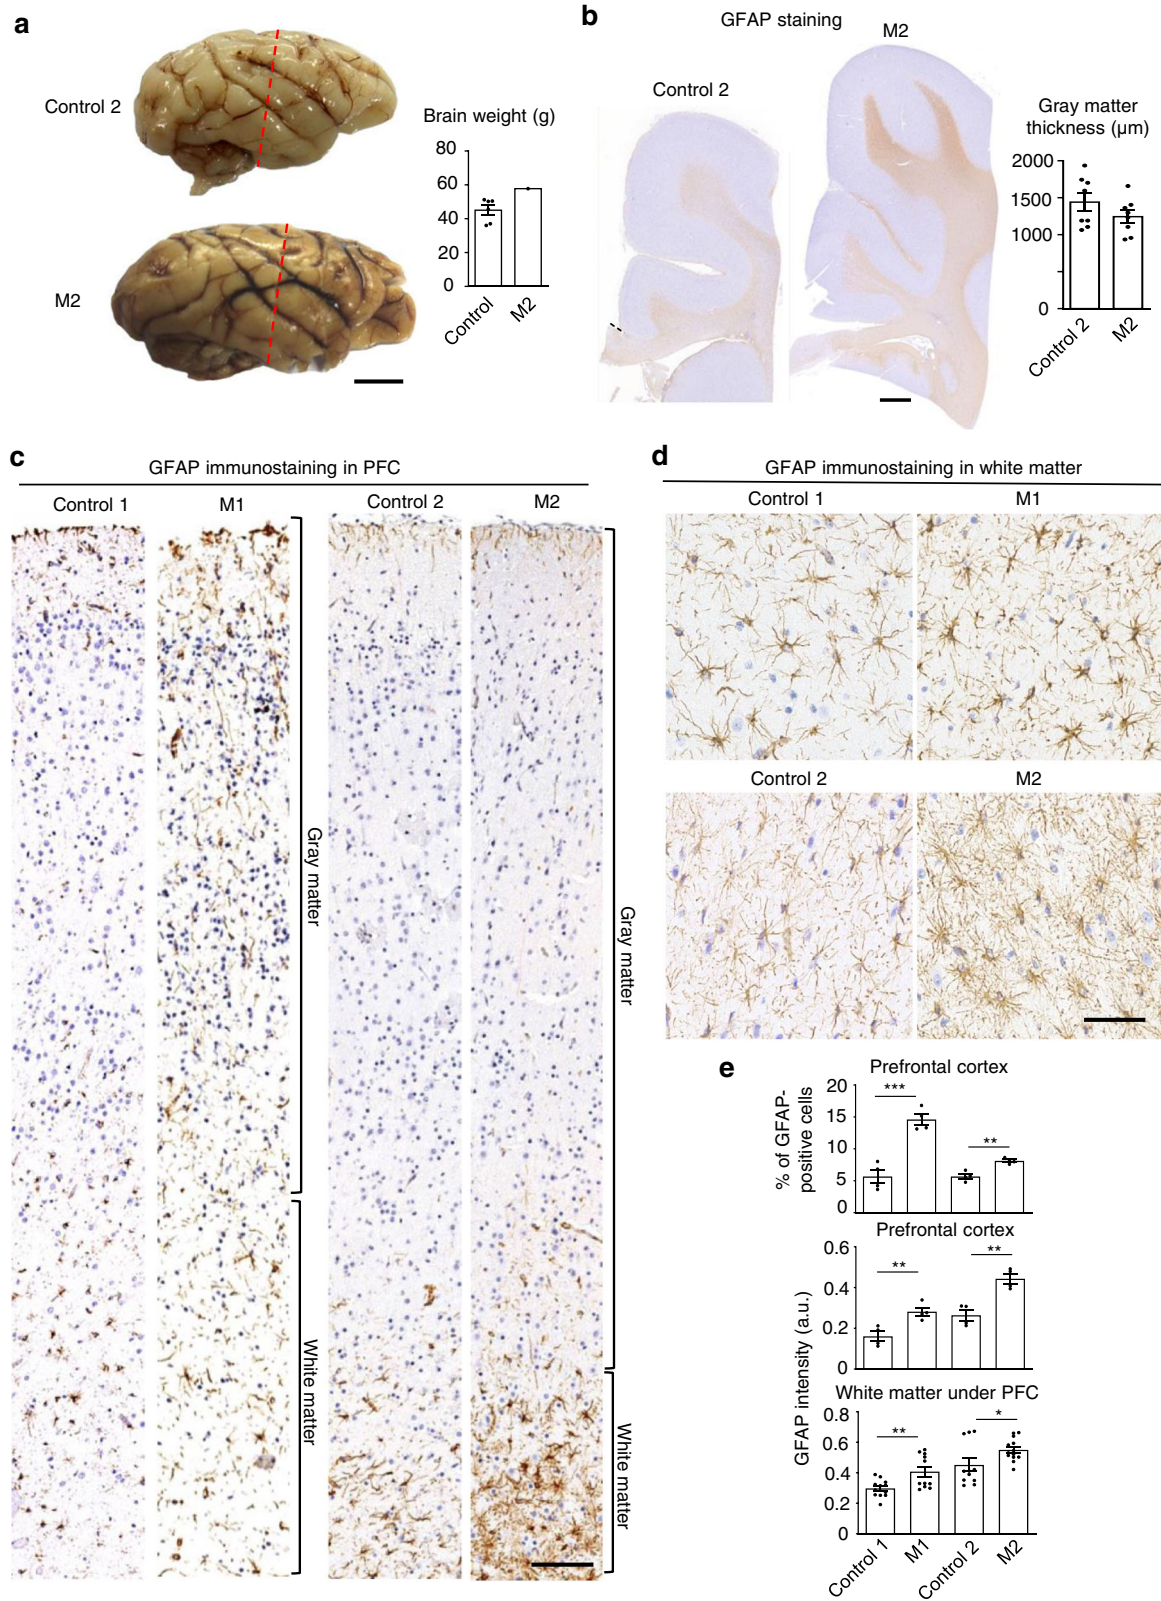 a
Control 2
M2
Brain weight (g)
80
60
40
20
0
Control
M2
b
GFAP staining
Control 2
M2
Gray matter
thickness (µm)
2000
1500
1000
0
Control 2
M2
c
GFAP immunostaining in PFC
Control 1
M1
Control 2
M2
Gray matter
White matter
Gray matter
White matter
d
GFAP immunostaining in white matter
Control 1
M1
Control 2
M2
e
Prefrontal cortex
% of GFAP-
positive cells
20
15
10
5
0
***
**
Prefrontal cortex
GFAP intensity (a.u.)
0.6
0.4
0.2
0
**
**
White matter under PFC
0.8
0.6
0.4
0.2
0
**
*
Control 1
M1
Control 2
M2